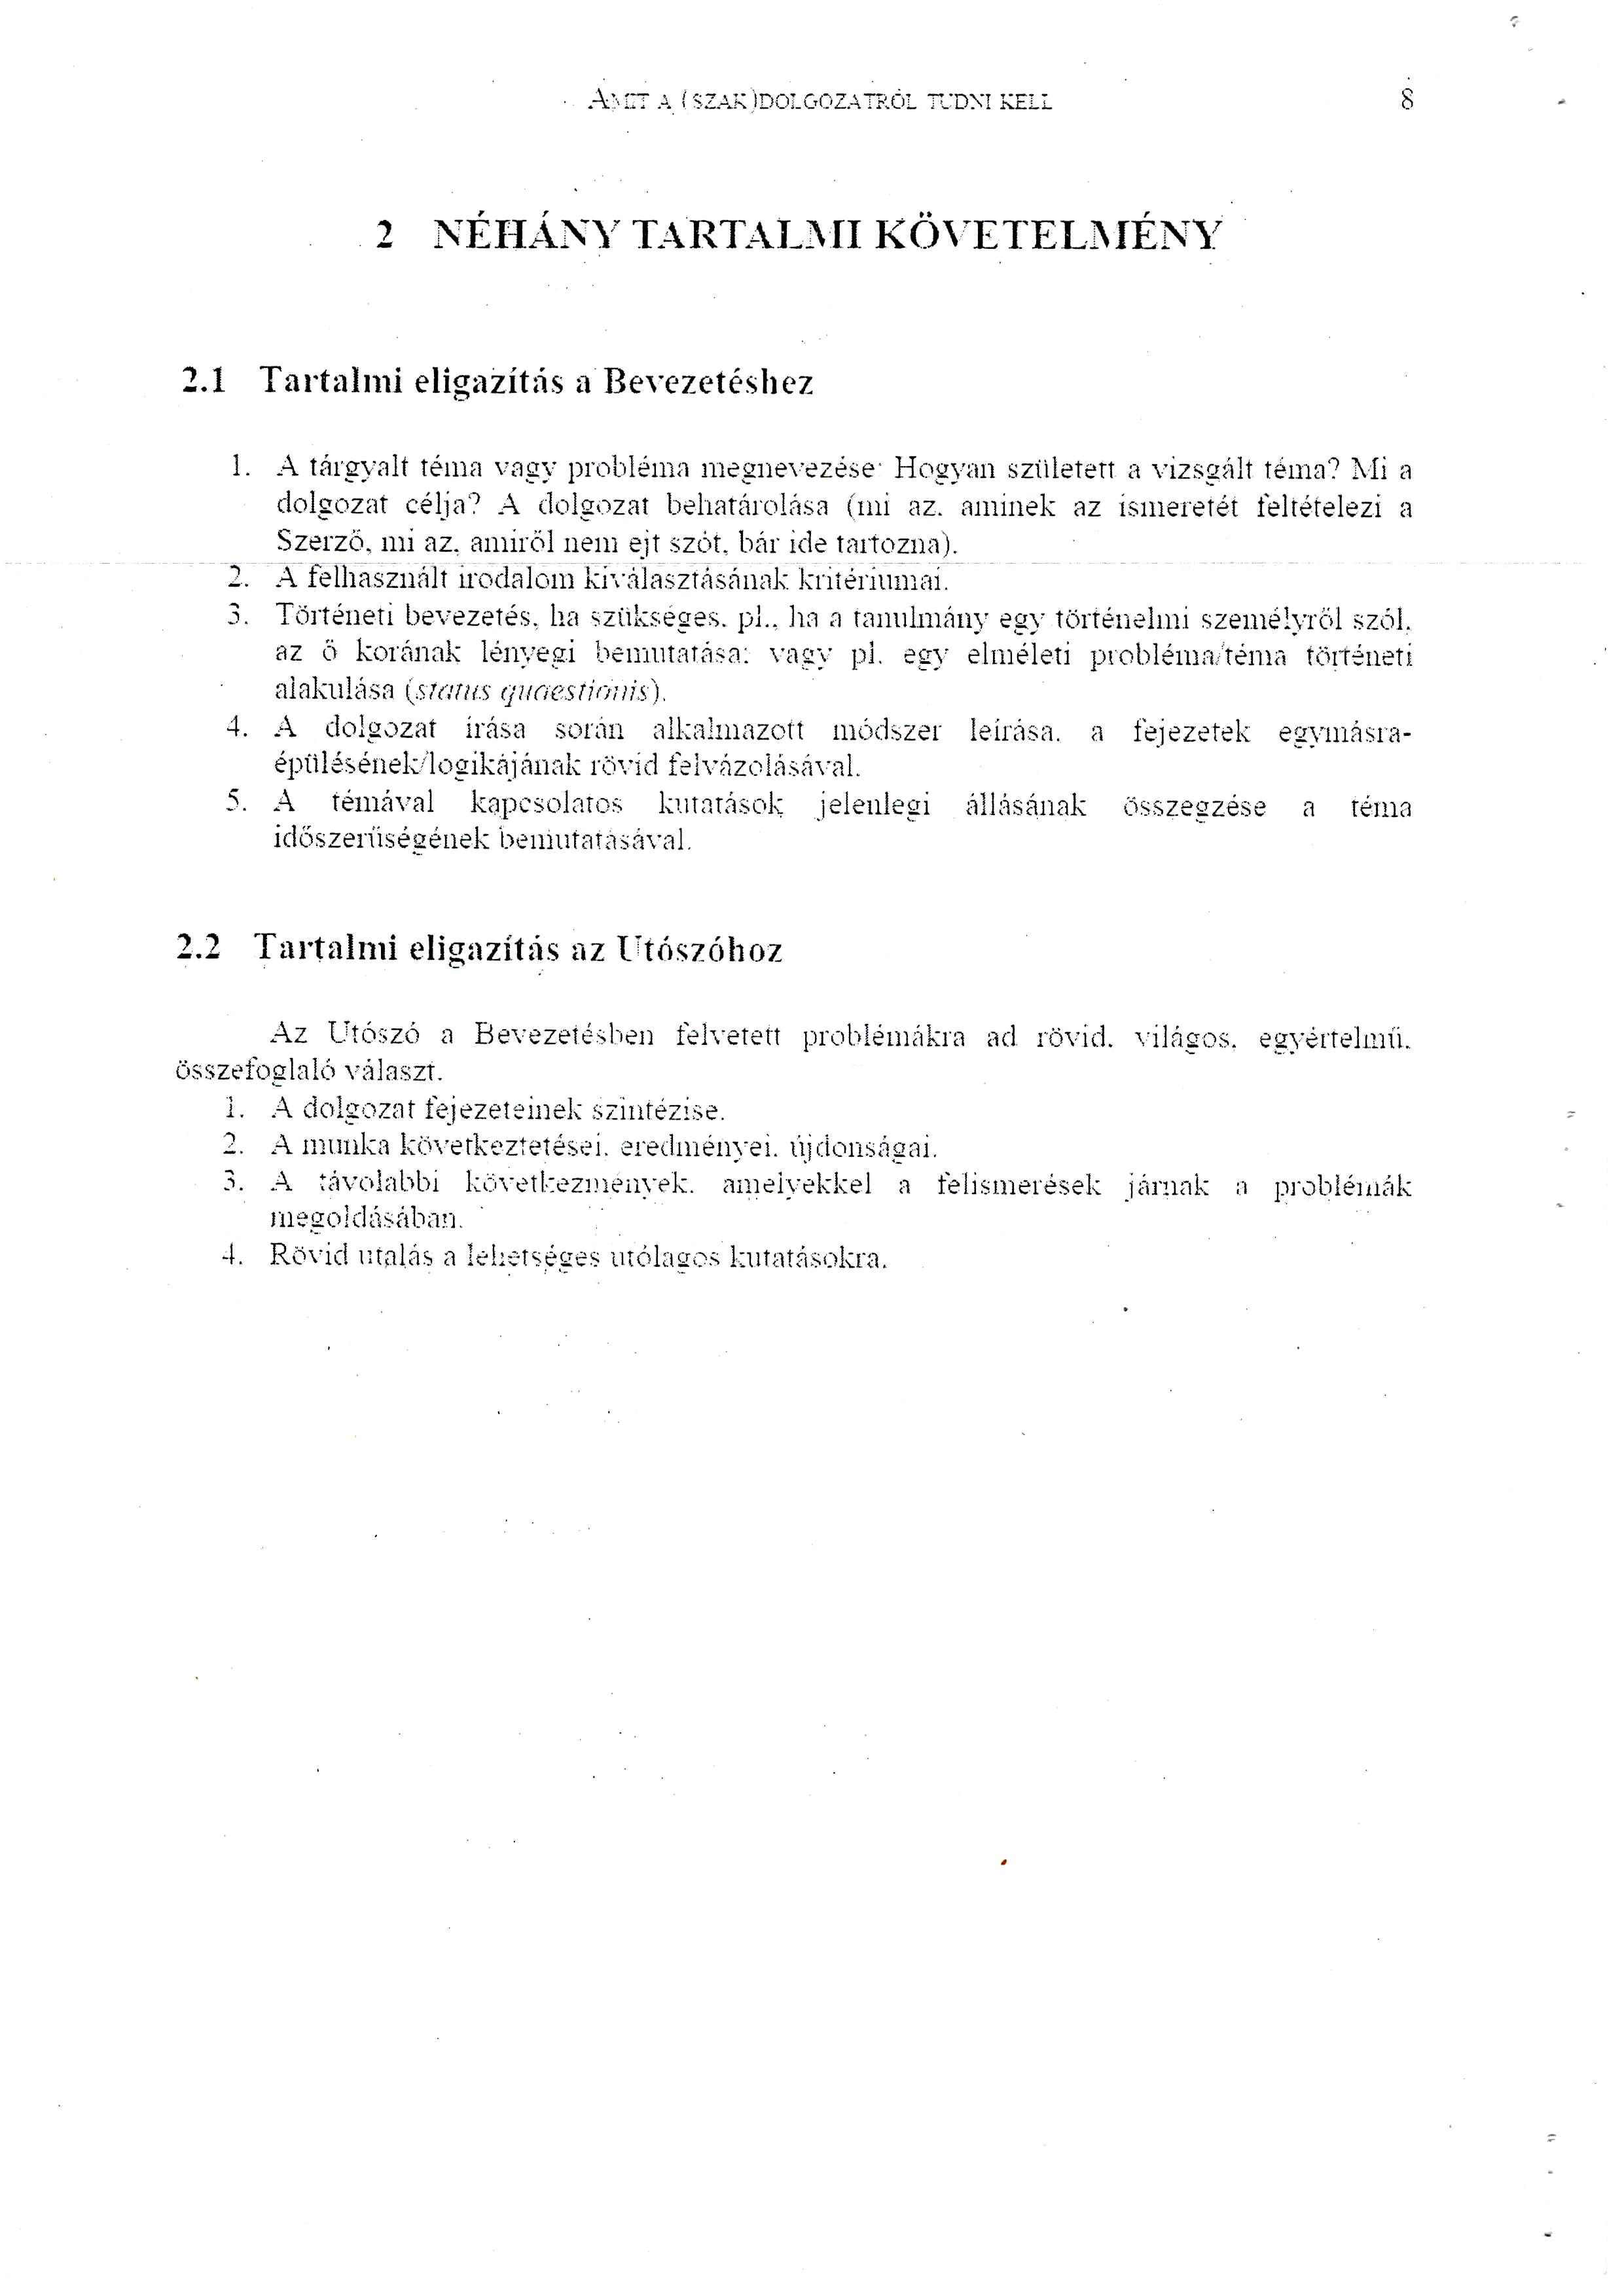 AMIT A (SZAK)DOLGOZATRÓL TUDNI KELL 8
2 NÉHÁNY TARTALMI KÖVETELMÉNY
2.1 Tartalmi eligazítás a Bevezetéshez
1. A tárgyalt téma vagy probléma megnevezése: Hogyan született a vizsgált téma? Mi a
dolgozat célja? A dolgozat behatárolása (mi az, aminek az ismeretét feltételezi a
Szerző, mi az, amiről nem ejt szót, bár ide tartozna).
2. A felhasznált irodalom kiválasztásának kritériumai.
3. Történeti bevezetés, ha szükséges, pl., ha a tanulmány egy történelmi személyről szól,
az ő korának lényegi bemutatása; vagy pl. egy elméleti probléma/téma történeti
alakulása (status quaestionis).
4. A dolgozat írása során alkalmazott módszer leírása, a fejezetek egymásra-
épülésének/logikájának rövid felvázolásával.
5. A témával kapcsolatos kutatások jelenlegi állásának összegzése a téma
időszerűségének bemutatásával.
2.2 Tartalmi eligazítás az Utószóhoz
Az Utószó a Bevezetésben felvetett problémákra ad rövid, világos, egyértelmű,
összefoglaló választ.
1. A dolgozat fejezeteinek szintézise.
2. A munka következtetései, eredményei, újdonságai.
3. A távolabbi következmények, amelyekkel a felismerések járnak a problémák
megoldásában.
4. Rövid utalás a lehetséges utólagos kutatásokra.